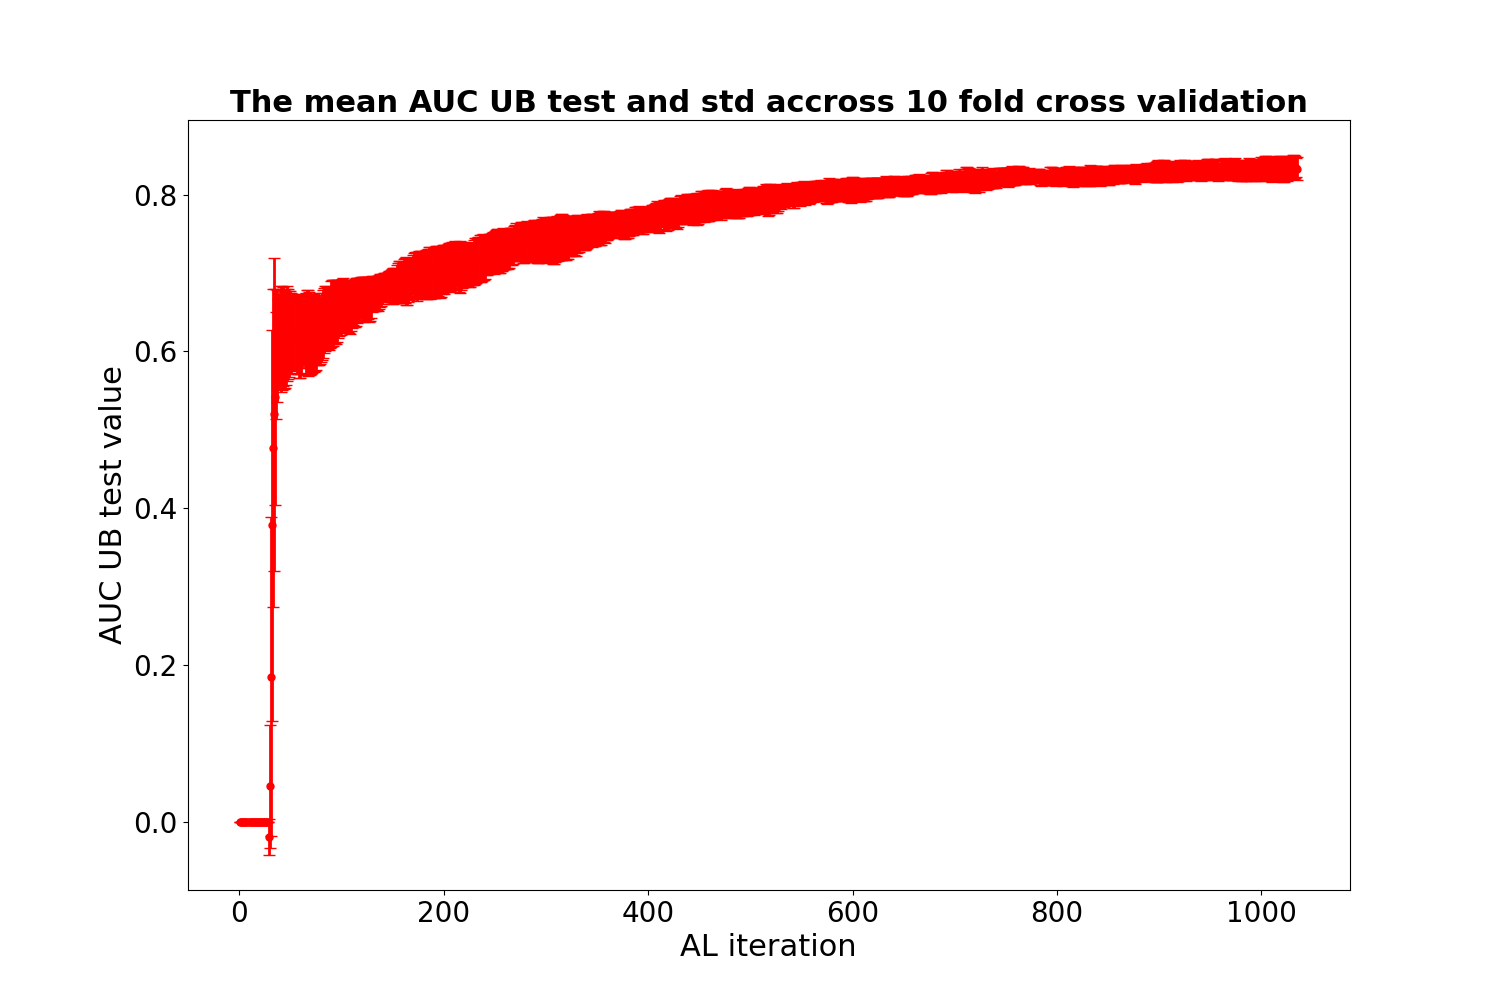 The mean AUC UB test and std accross 10 fold cross validation
0.8
0.6
0.4
0.2
0.0
AUC UB test value
0 200 400 600 800 1000
AL iteration